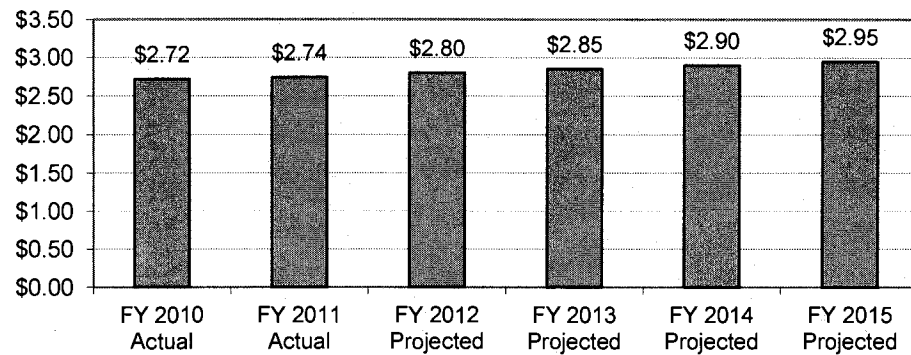 $3.50
$3.00
$2.50
$2.00
$1.50
$1.00
$0.50
$0.00
$2.72
$2.74
$2.80
$2.85
$2.90
$2.95
FY 2010
Actual
FY 2011
Actual
FY 2012
Projected
FY 2013
Projected
FY 2014
Projected
FY 2015
Projected